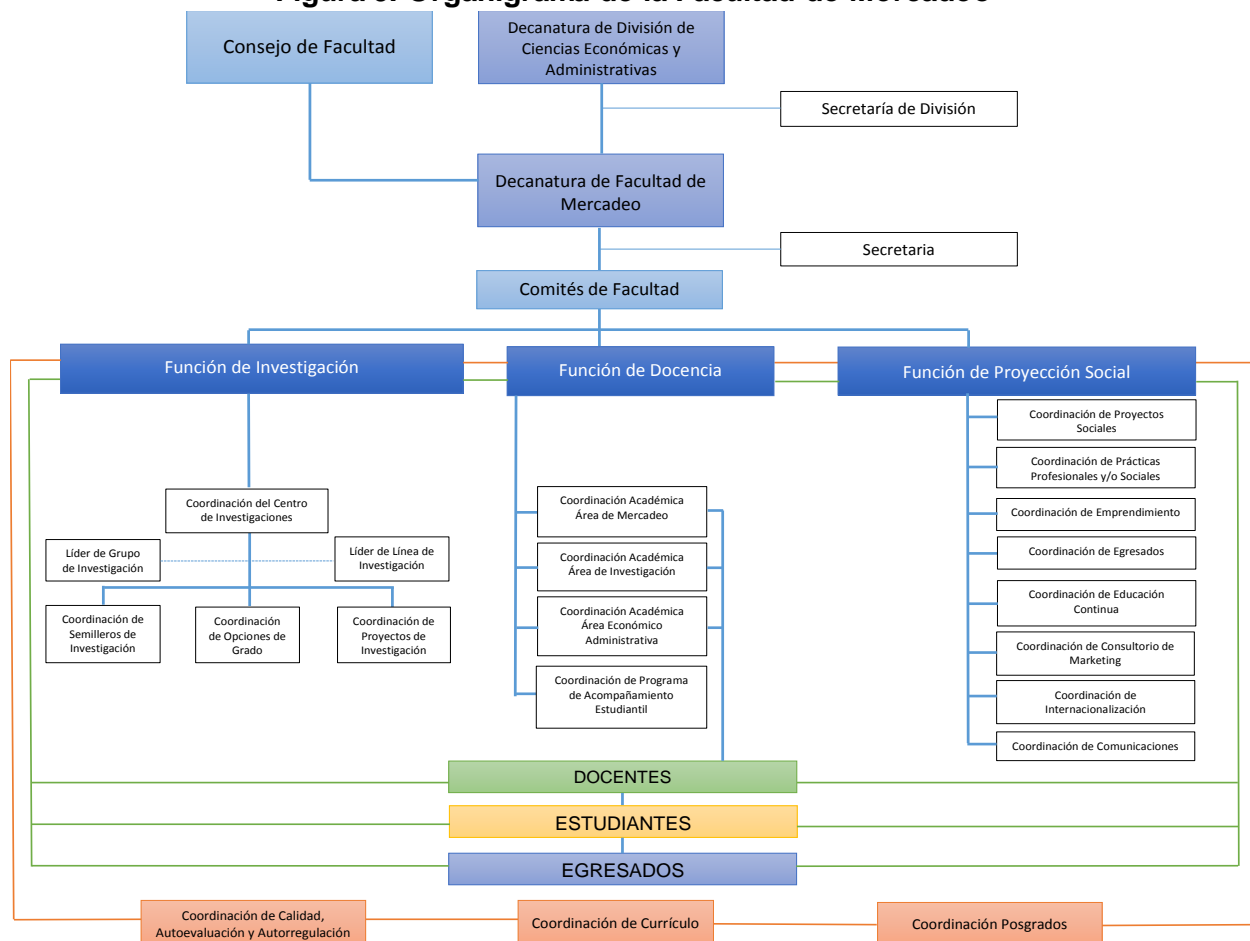 Figura 3. Organigrama de la Facultad de Mercadeo
Consejo de Facultad
Decanatura de División de
Ciencias Económicas y
Administrativas
Secretaría de División
Decanatura de Facultad de
Mercadeo
Secretaria
Comités de Facultad
Función de Investigación
Función de Docencia
Función de Proyección Social
Coordinación del Centro
de Investigaciones
Líder de Grupo
de Investigación
Líder de Línea de
Investigación
Coordinación de
Semilleros de
Investigación
Coordinación
de Opciones de
Grado
Coordinación de
Proyectos de
Investigación
Coordinación Académica
Área de Mercadeo
Coordinación Académica
Área de Investigación
Coordinación Académica
Área Económico
Administrativa
Coordinación de Programa
de Acompañamiento
Estudiantil
Coordinación de Proyectos
Sociales
Coordinación de Prácticas
Profesionales y/o Sociales
Coordinación de Emprendimiento
Coordinación de Egresados
Coordinación de Educación
Continua
Coordinación de Consultorio de
Marketing
Coordinación de
Internacionalización
Coordinación de Comunicaciones
DOCENTES
ESTUDIANTES
EGRESADOS
Coordinación de Calidad,
Autoevaluación y Autorregulación
Coordinación de Currículo
Coordinación Posgrados